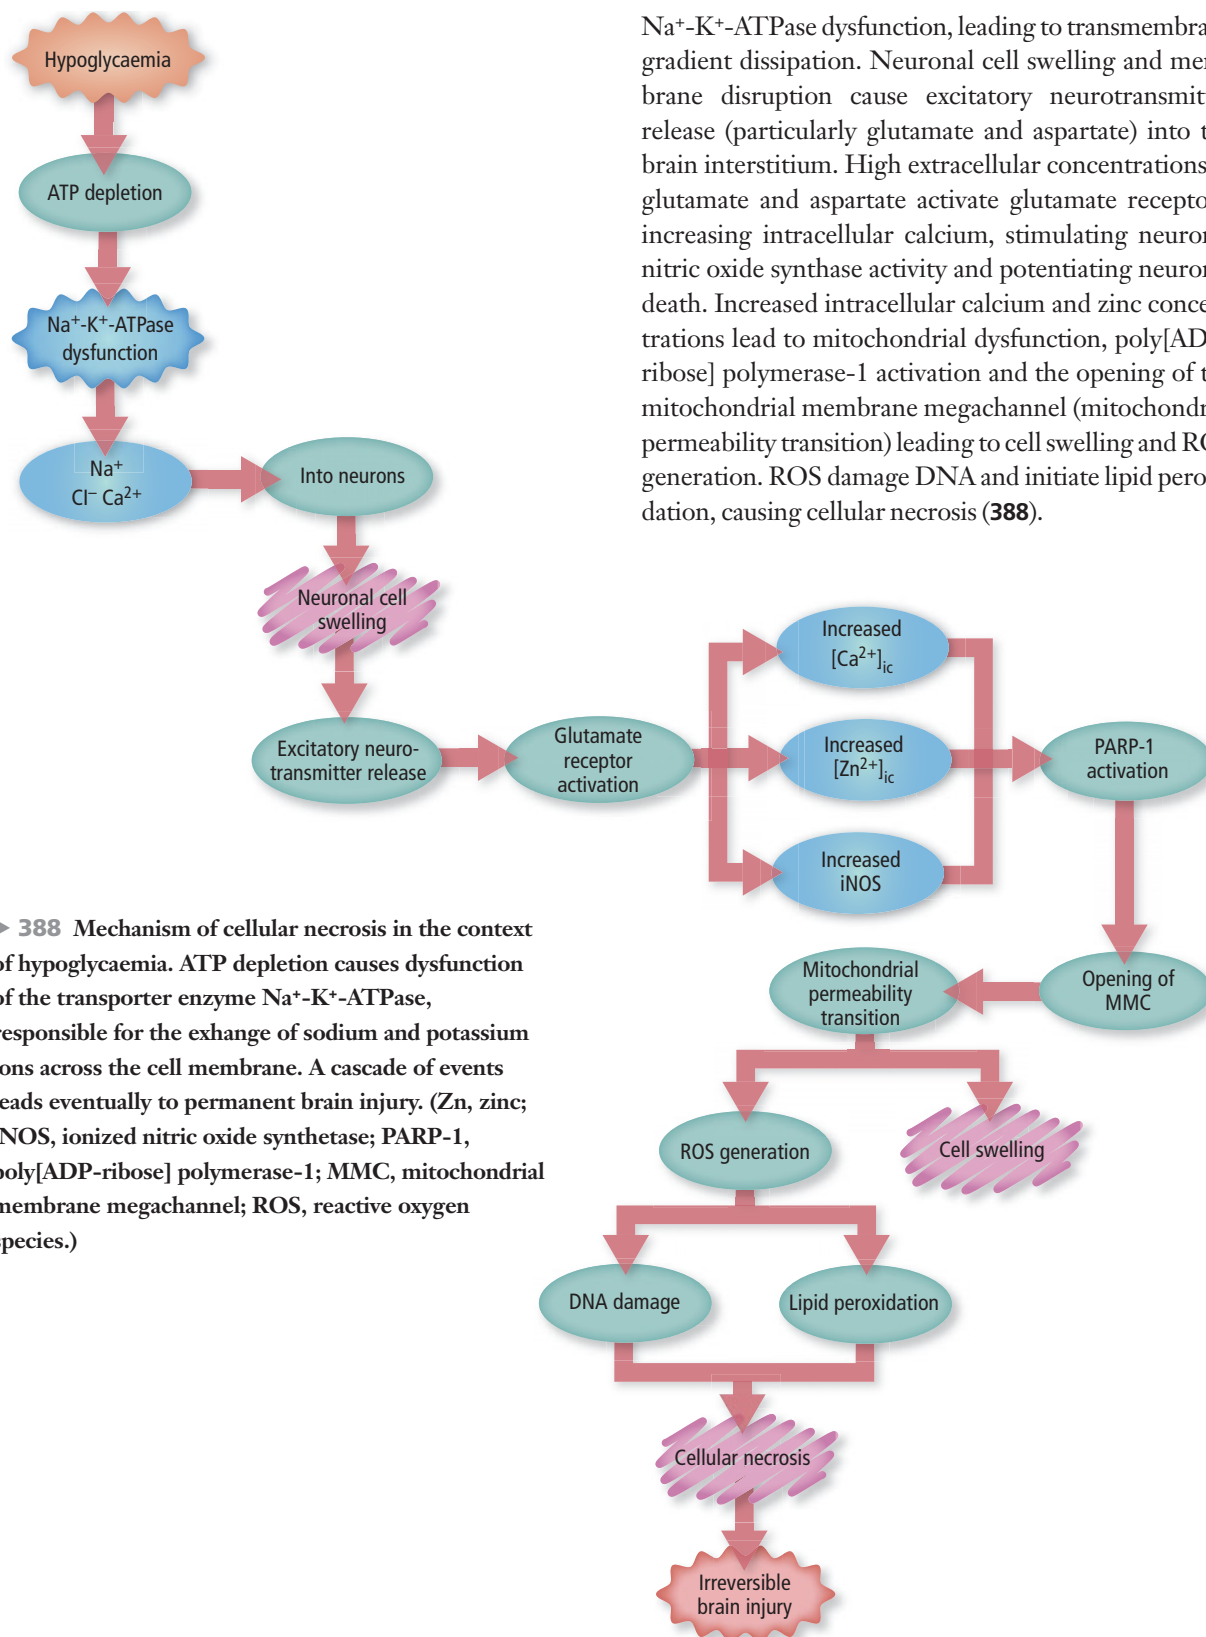 Hypoglycaemia
ATP depletion
Na⁺-K⁺-ATPase
dysfunction
Na⁺
Cl⁻ Ca²⁺
Into neurons
Neuronal cell
swelling
Excitatory neuro-
transmitter release
Na⁺-K⁺-ATPase dysfunction, leading to transmembra
gradient dissipation. Neuronal cell swelling and mem
brane disruption cause excitatory neurotransmitt
release (particularly glutamate and aspartate) into t
brain interstitium. High extracellular concentrations
glutamate and aspartate activate glutamate recepto
increasing intracellular calcium, stimulating neuron
nitric oxide synthase activity and potentiating neuron
death. Increased intracellular calcium and zinc conce
trations lead to mitochondrial dysfunction, poly[AD
ribose] polymerase-1 activation and the opening of t
mitochondrial membrane megachannel (mitochondr
permeability transition) leading to cell swelling and RO
generation. ROS damage DNA and initiate lipid perox
dation, causing cellular necrosis (388).
Glutamate
receptor
activation
Increased
[Ca²⁺]ic
Increased
[Zn²⁺]ic
Increased
iNOS
PARP-1
activation
Opening of
MMC
Mitochondrial
permeability
transition
ROS generation
Cell swelling
DNA damage
Lipid peroxidation
Cellular necrosis
Irreversible
brain injury
388 Mechanism of cellular necrosis in the context
of hypoglycaemia. ATP depletion causes dysfunction
of the transporter enzyme Na⁺-K⁺-ATPase,
responsible for the exhange of sodium and potassium
ons across the cell membrane. A cascade of events
eads eventually to permanent brain injury. (Zn, zinc;
NOS, ionized nitric oxide synthetase; PARP-1,
poly[ADP-ribose] polymerase-1; MMC, mitochondrial
membrane megachannel; ROS, reactive oxygen
species.)